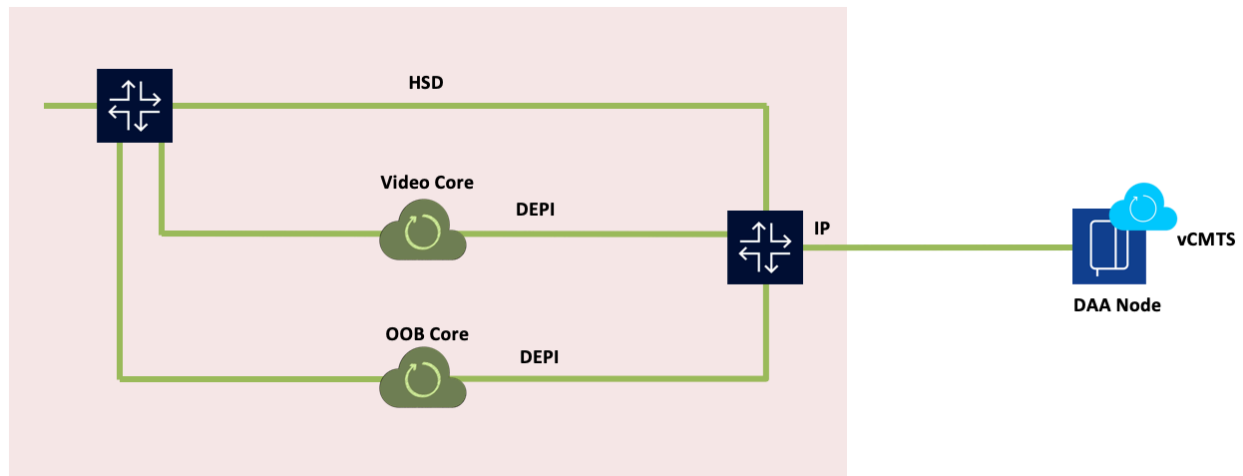 HSD
Video Core
DEPI
IP
vCMTS
DAA Node
OOB Core
DEPI